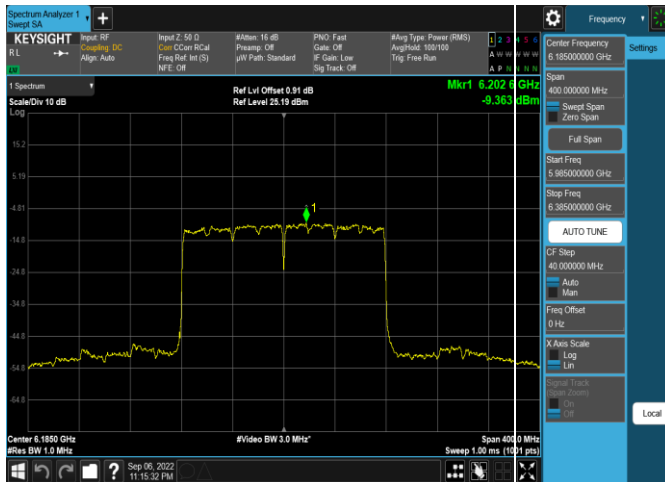 Spectrum Analyzer 1
Swept SA
Frequency
KEYSIGHT
Input: RF
Coupling: DC
Align: Auto
Input Z: 50 Ω
Corr CCorr RCal
Freq Ref: Int (S)
NFE: Off
#Atten: 16 dB
Preamp: Off
µW Path: Standard
PNO: Fast
Gate: Off
IF Gain: Low
Sig Track: Off
#Avg Type: Power (RMS)
Avg|Hold: 100/100
Trig: Free Run
1 2 3 4 5 6
A W W W W W
A P N N N N
RL
LXI
1 Spectrum
Scale/Div 10 dB
Log
Ref Lvl Offset 0.91 dB
Ref Level 25.19 dBm
Mkr1 6.202 6 GHz
-9.363 dBm
15.2
5.19
-4.81
-14.8
-24.8
-34.8
-44.8
-54.8
-64.8
1
Center 6.1850 GHz
#Res BW 1.0 MHz
#Video BW 3.0 MHz*
Span 400.0 MHz
Sweep 1.00 ms (1001 pts)
Sep 06, 2022
11:15:32 PM
?
Center Frequency
6.185000000 GHz
Settings
Span
400.000000 MHz
Swept Span
Zero Span
Full Span
Start Freq
5.985000000 GHz
Stop Freq
6.385000000 GHz
AUTO TUNE
CF Step
40.000000 MHz
Auto
Man
Freq Offset
0 Hz
X Axis Scale
Log
Lin
Signal Track
(Span Zoom)
On
Off
Local